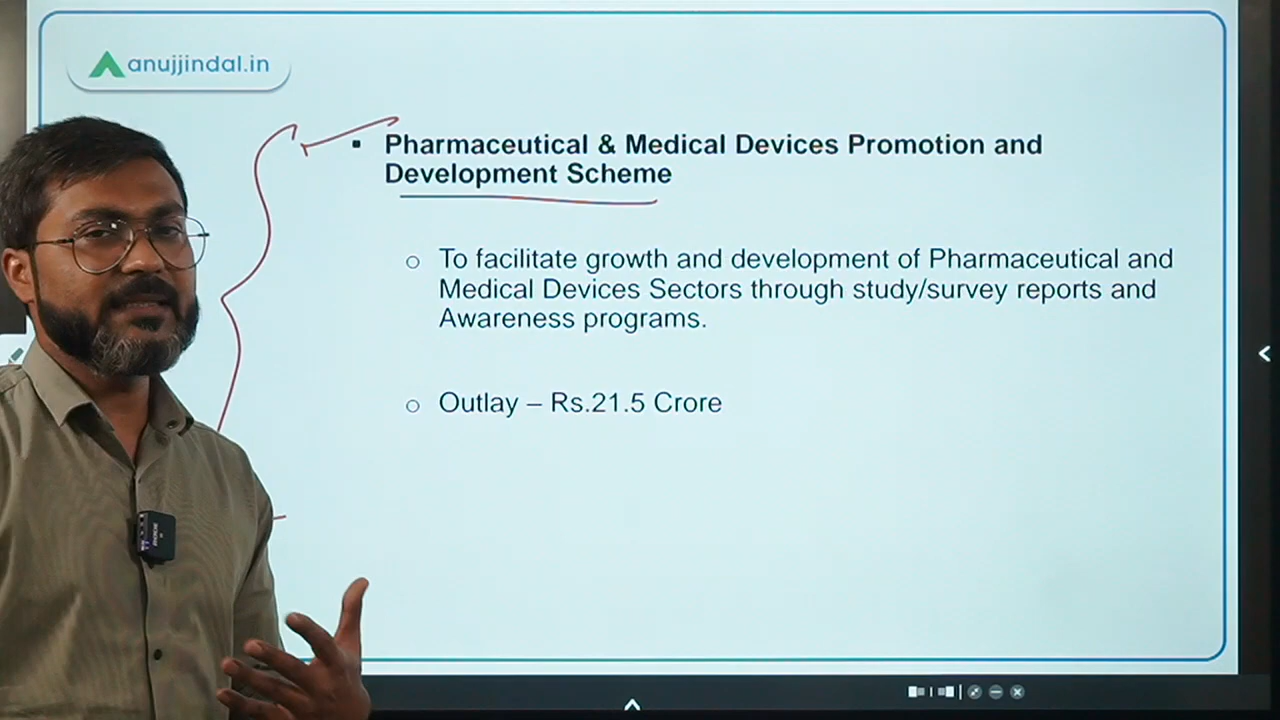 anujjindal.in
▪ Pharmaceutical & Medical Devices Promotion and
Development Scheme
○ To facilitate growth and development of Pharmaceutical and
Medical Devices Sectors through study/survey reports and
Awareness programs.
○ Outlay – Rs.21.5 Crore